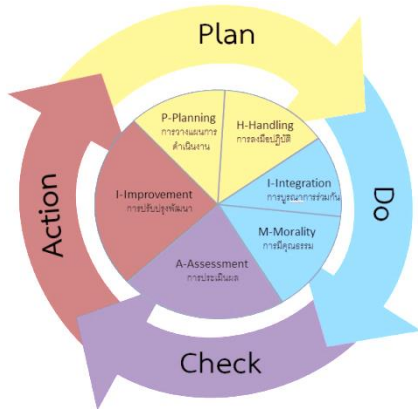 Plan
Do
Check
Action
P-Planning
การวางแผนการ
ดำเนินงาน
H-Handling
การลงมือปฏิบัติ
I-Integration
การบูรณาการร่วมกัน
M-Morality
การมีคุณธรรม
A-Assessment
การประเมินผล
I-Improvement
การปรับปรุงพัฒนา